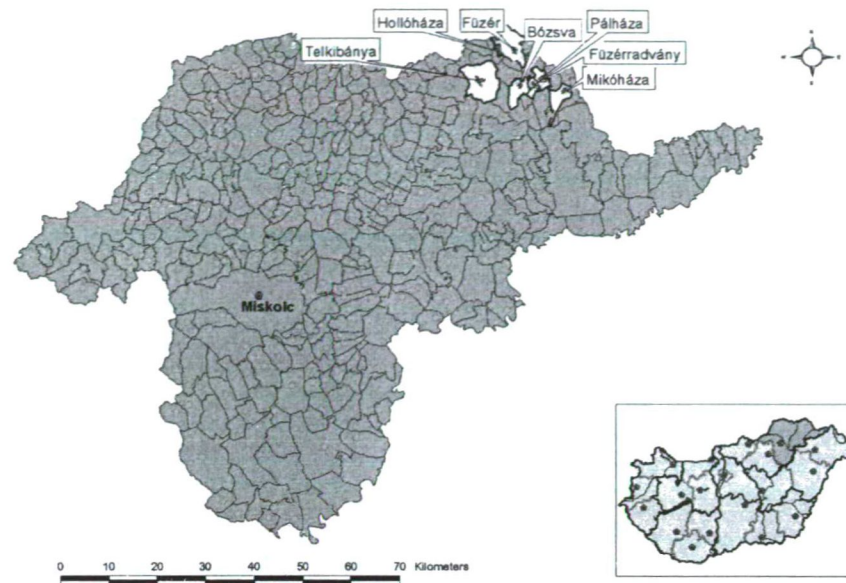 Hollóháza
Füzér
Bózsva
Pálháza
Telkibánya
Füzérradvány
Mikóháza
Miskolc
0 10 20 30 40 50 60 70 Kilometers